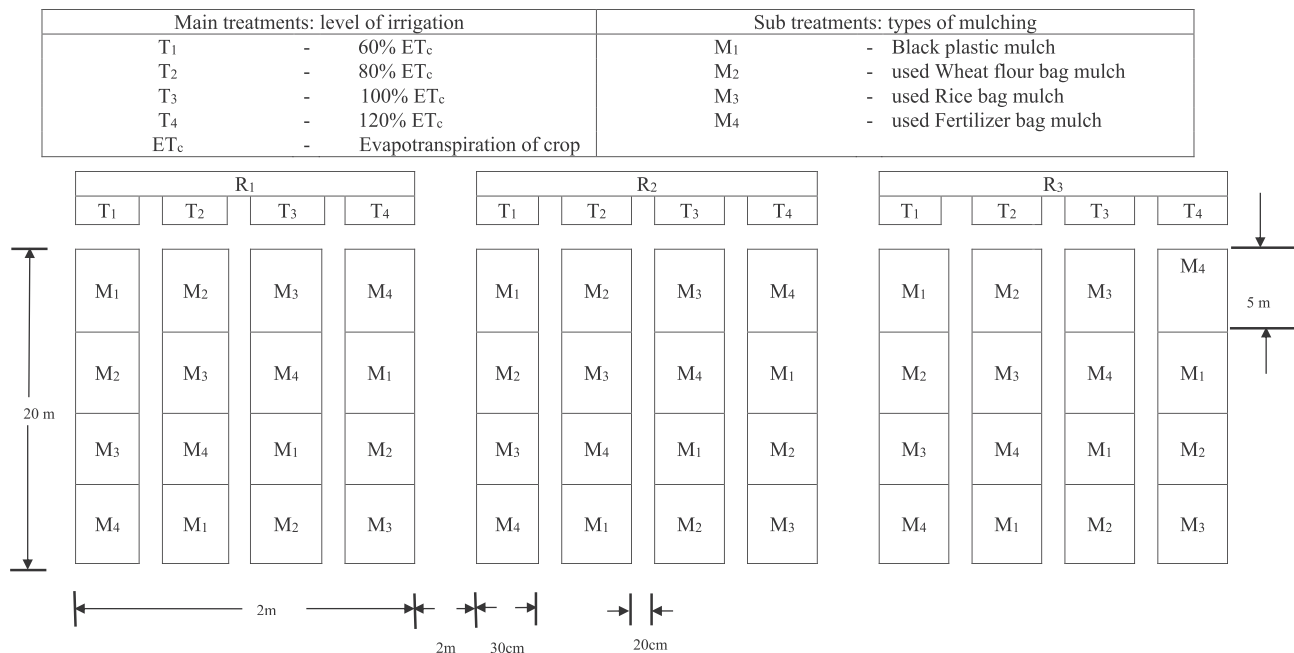 Main treatments: level of irrigation Sub treatments: types of mulching
T1 - 60% ETc M1 - Black plastic mulch
T2 - 80% ETc M2 - used Wheat flour bag mulch
T3 - 100% ETc M3 - used Rice bag mulch
T4 - 120% ETc M4 - used Fertilizer bag mulch
ETc - Evapotranspiration of crop -
R1 R2 R3
T1 T2 T3 T4 T1 T2 T3 T4 T1 T2 T3 T4
M1 M2 M3 M4 M1 M2 M3 M4 M1 M2 M3 M4
5 m
M2 M3 M4 M1 M2 M3 M4 M1 M2 M3 M4 M1
20 m
M3 M4 M1 M2 M3 M4 M1 M2 M3 M4 M1 M2
M4 M1 M2 M3 M4 M1 M2 M3 M4 M1 M2 M3
2m
2m 30cm 20cm